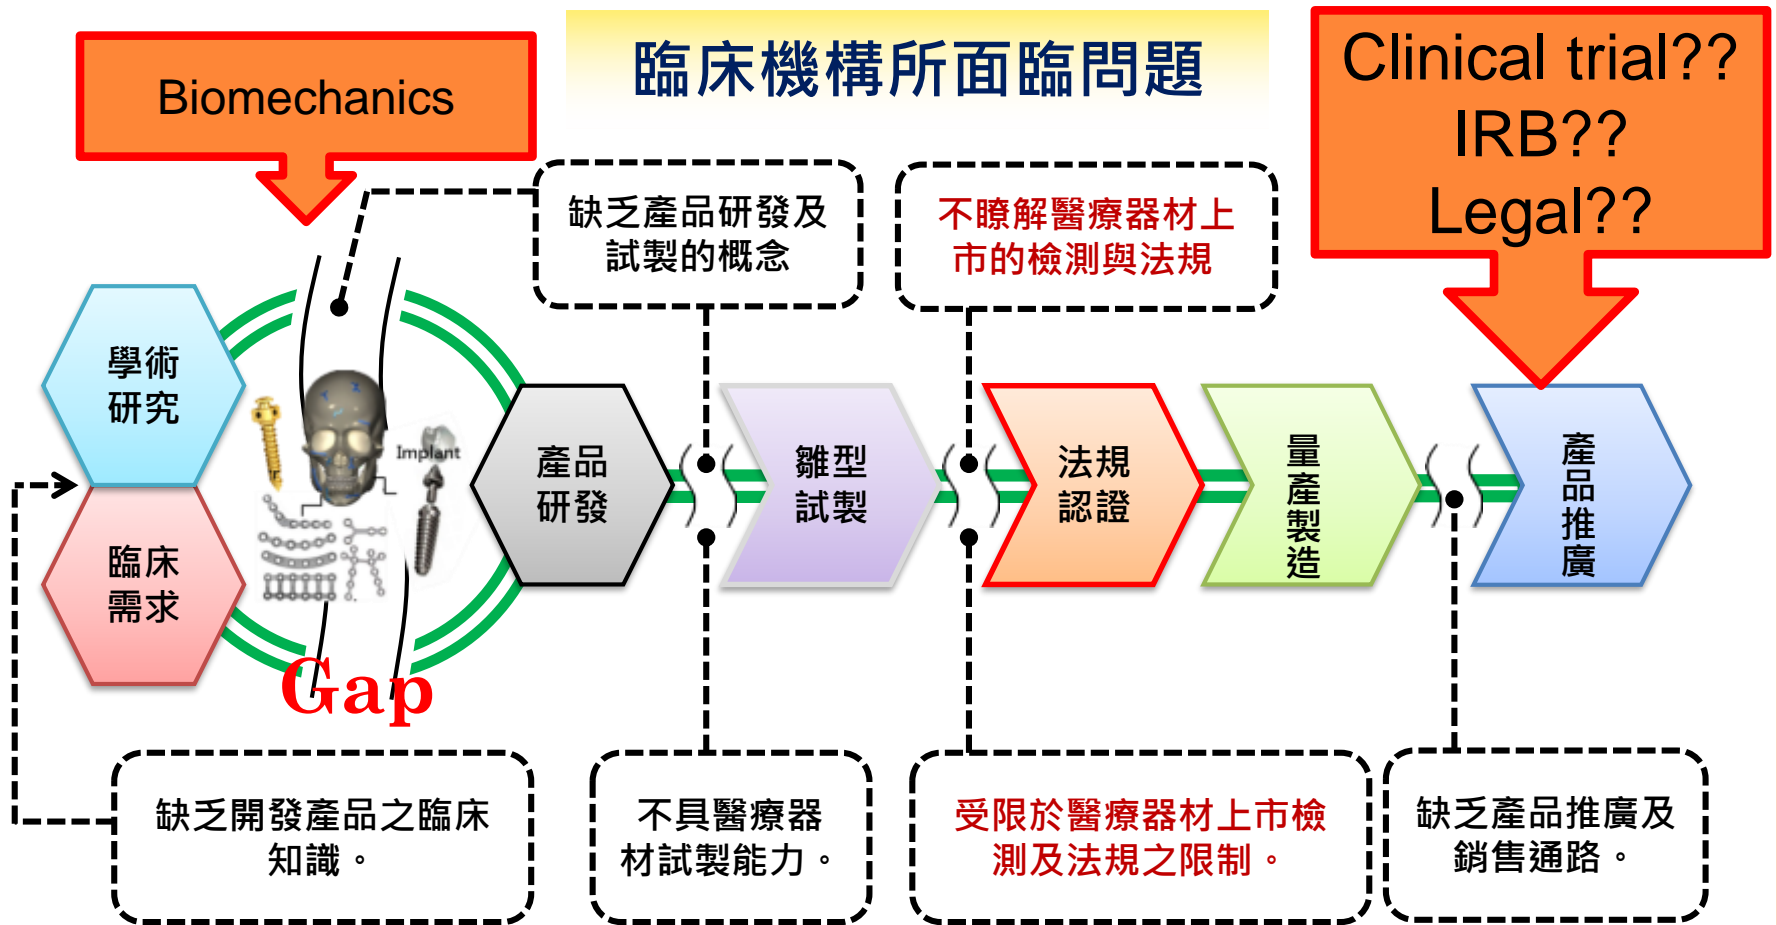 臨床機構所面臨問題
Biomechanics
Clinical trial??
IRB??
Legal??
缺乏產品研發及
試製的概念
不瞭解醫療器材上
市的檢測與法規
學術
研究
臨床
需求
Implant
Gap
產品
研發
雛型
試製
法規
認證
量產製造
產品推廣
缺乏開發產品之臨床
知識。
不具醫療器
材試製能力。
受限於醫療器材上市檢
測及法規之限制。
缺乏產品推廣及
銷售通路。